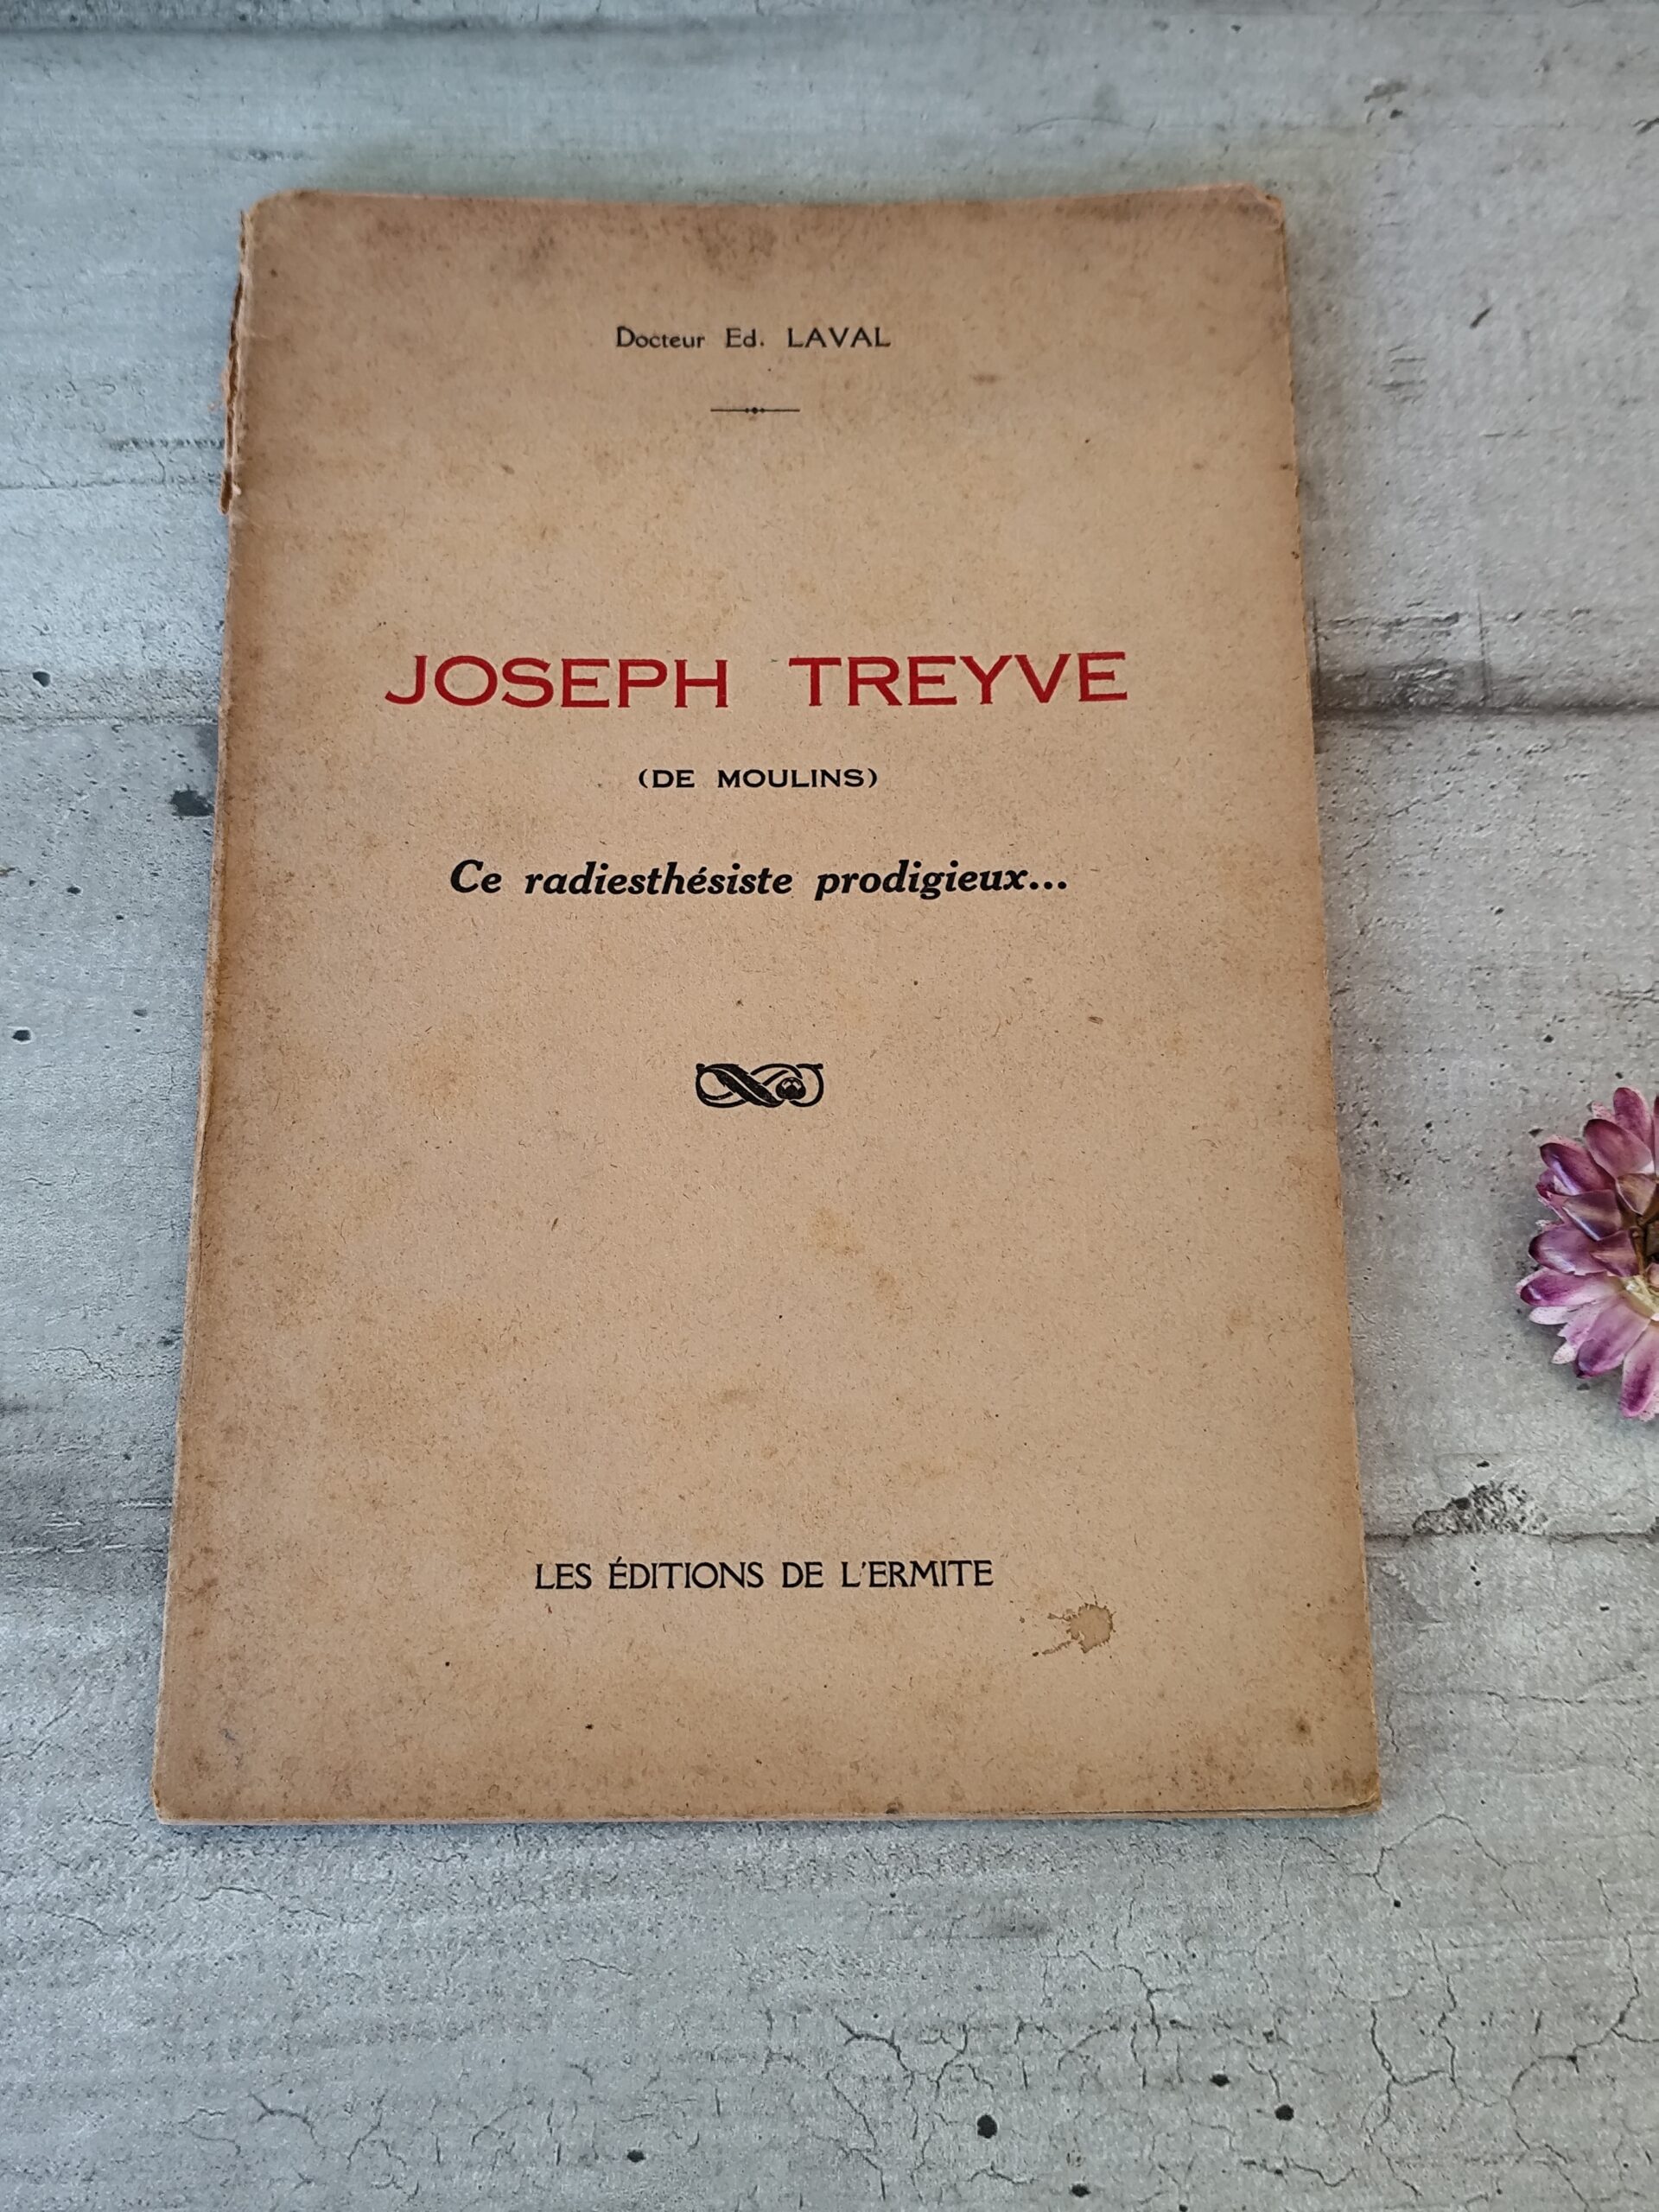 Docteur Ed. LAVAL
JOSEPH TREYVE
(DE MOULINS)
Ce radiesthésiste prodigieux...
LES ÉDITIONS DE L'ERMITE